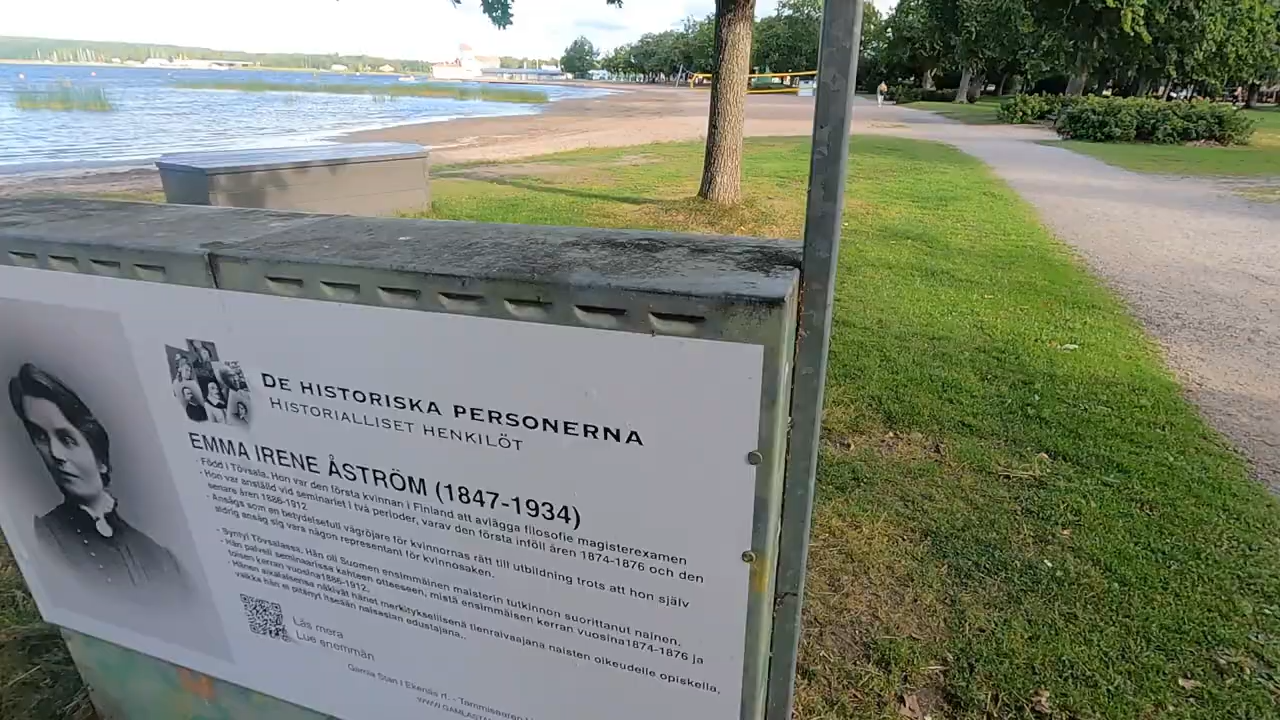 DE HISTORISKA PERSONERNA
HISTORIALLISET HENKILÖT
EMMA IRENE ÅSTRÖM (1847-1934)
- Född i Tövsala. Hon var den första kvinnan i Finland att avlägga filosofie magisterexamen
- Hon var anställd vid seminariet i två perioder, varav den första inföll åren 1874-1876 och den
senare åren 1886-1912
- Ansågs som en betydelsefull vägröjare för kvinnornas rätt till utbildning trots att hon själv
aldrig ansåg sig vara någon representant för kvinnosaken.
- Syntyi Tövsalassa. Hän oli Suomen ensimmäinen maisterin tutkinnon suorittanut nainen.
- Hän palveli seminaarissa kahteen otteeseen, mistä ensimmäisen kerran vuosina1874-1876 ja
toisen kerran vuosina1886-1912.
- Hänen aikalaisensa näkivät hänet merkityksellisenä tienraivaajana naisten oikeudelle opiskella,
vaikka hän ei pitänyt itseään naisasian edustajana..
Läs mera
Lue enemmän
Gamla Stan i Ekenäs rf. - Tammisaaren